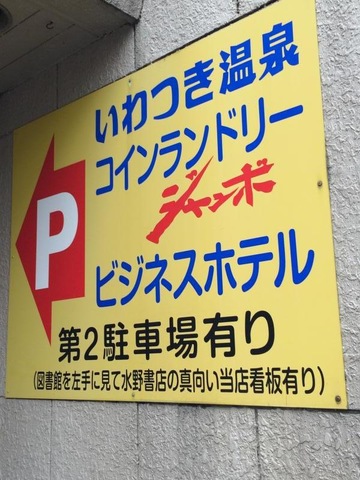 いわつき温泉
コインランドリー
ジャンボ
P
ビジネスホテル
第2駐車場有り
(図書館を左手に見て水野書店の真向い当店看板有り)